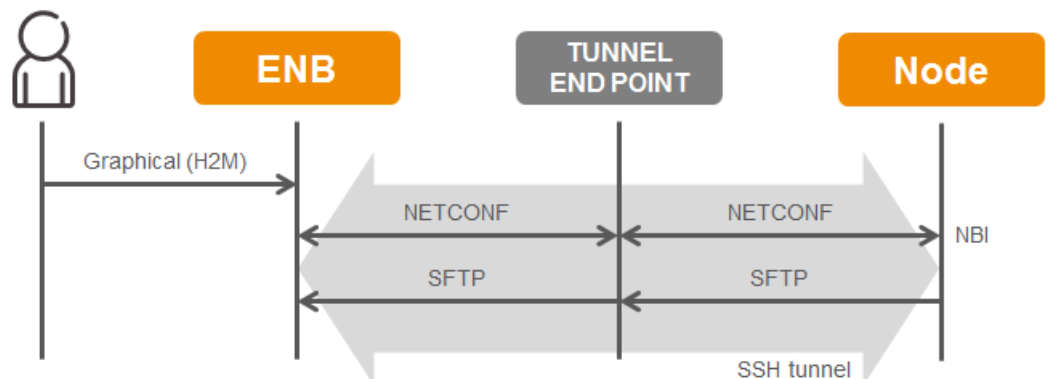 ENB
TUNNEL
END POINT
Node
Graphical (H2M)
NETCONF
NETCONF
NBI
SFTP
SFTP
SSH tunnel